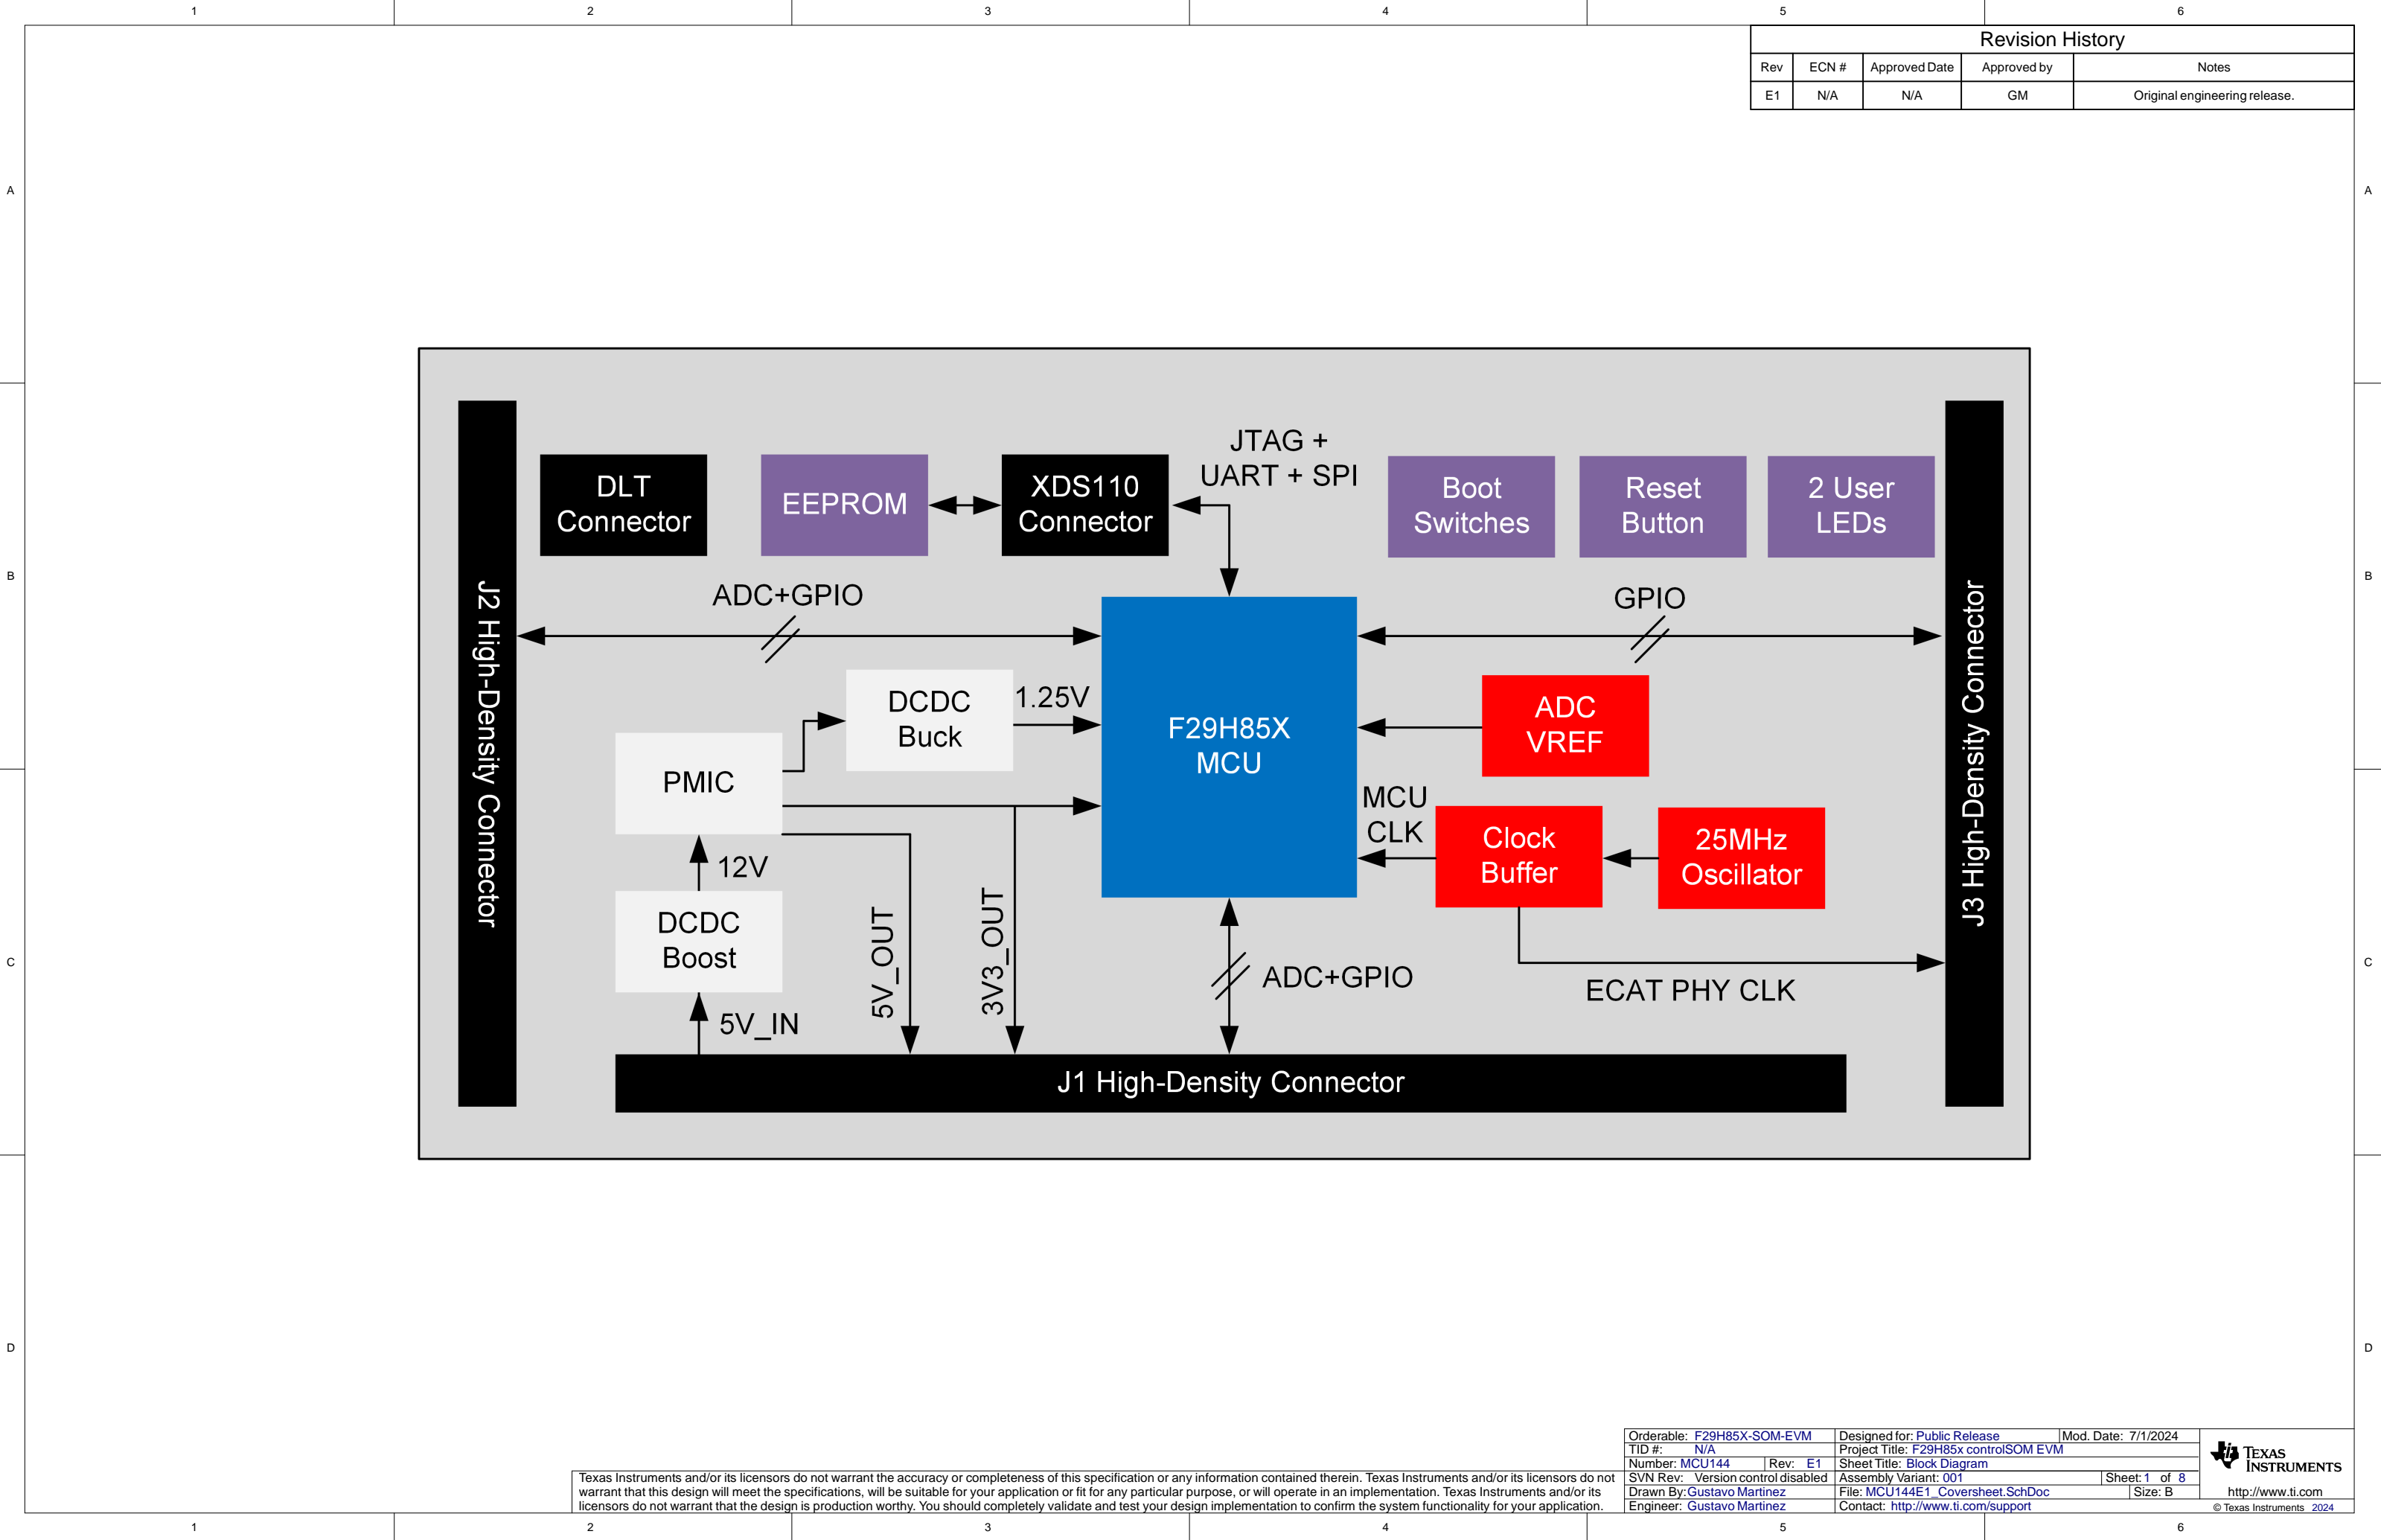 1 2 3 4 5 6
Revision History
Rev ECN # Approved Date Approved by Notes
E1 N/A N/A GM Original engineering release.
A A
B B
C C
D D
JTAG +
UART + SPI
DLT
Connector
EEPROM
XDS110
Connector
Boot
Switches
Reset
Button
2 User
LEDs
J2 High-Density Connector
J3 High-Density Connector
ADC+GPIO
GPIO
DCDC
Buck
1.25V
F29H85X
MCU
ADC
VREF
PMIC
MCU
CLK
Clock
Buffer
25MHz
Oscillator
12V
DCDC
Boost
5V_OUT
3V3_OUT
ADC+GPIO
ECAT PHY CLK
5V_IN
J1 High-Density Connector
Texas Instruments and/or its licensors do not warrant the accuracy or completeness of this specification or any information contained therein. Texas Instruments and/or its licensors do not
warrant that this design will meet the specifications, will be suitable for your application or fit for any particular purpose, or will operate in an implementation. Texas Instruments and/or its
licensors do not warrant that the design is production worthy. You should completely validate and test your design implementation to confirm the system functionality for your application.
Orderable: F29H85X-SOM-EVM Designed for: Public Release Mod. Date: 7/1/2024
TID #: N/A Project Title: F29H85x controlSOM EVM
Number: MCU144 Rev: E1 Sheet Title: Block Diagram
SVN Rev: Version control disabled Assembly Variant: 001 Sheet: 1 of 8
Drawn By: Gustavo Martinez File: MCU144E1_Coversheet.SchDoc Size: B
Engineer: Gustavo Martinez Contact: http://www.ti.com/support
TEXAS
INSTRUMENTS
http://www.ti.com
© Texas Instruments 2024
1 2 3 4 5 6